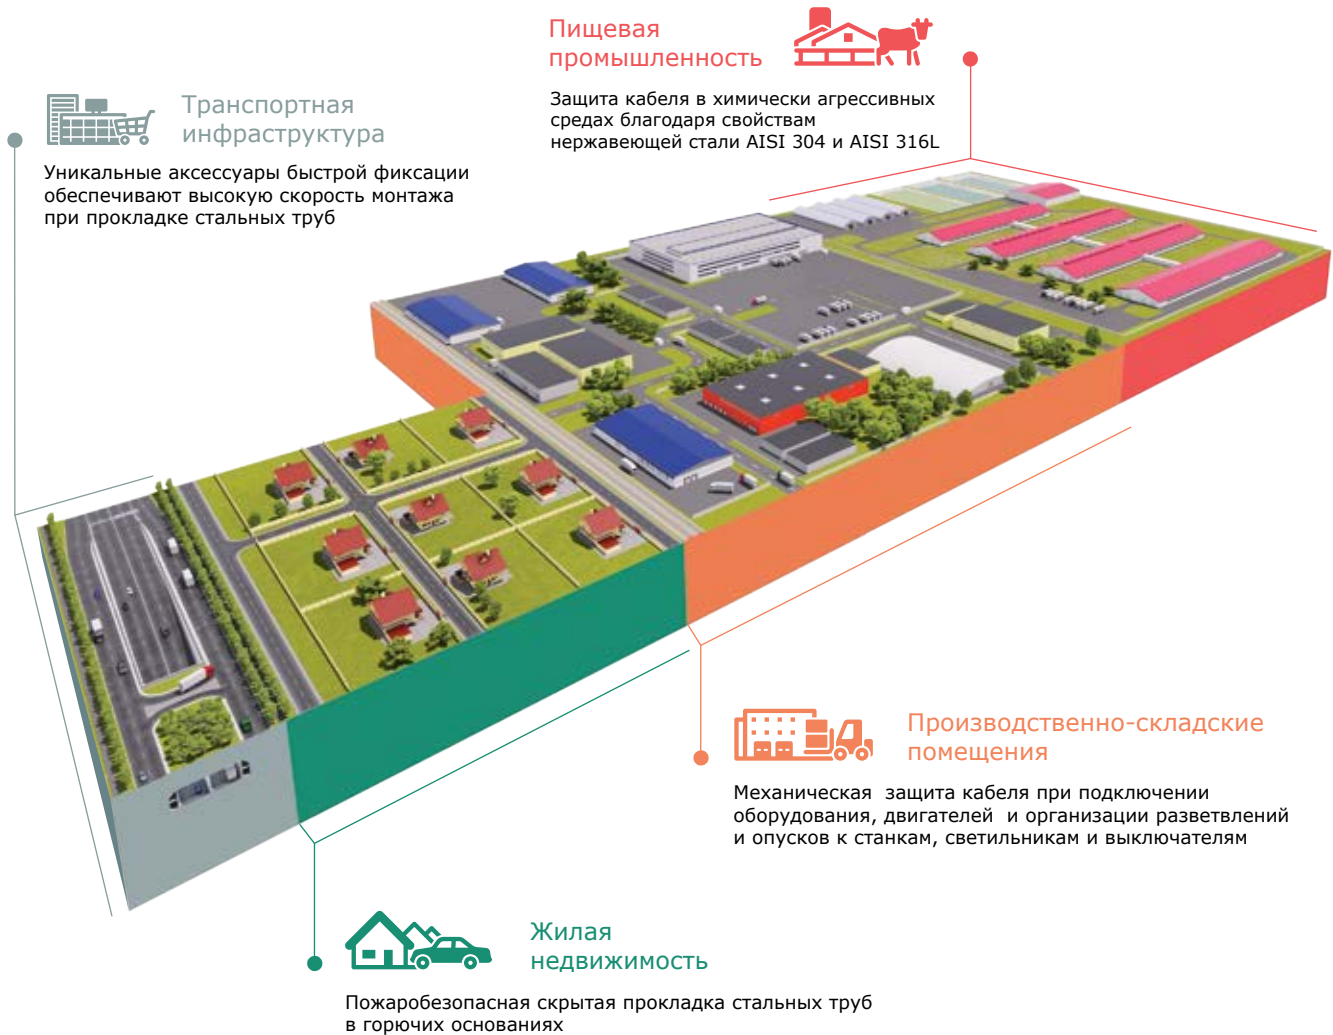 Пищевая
промышленность
Защита кабеля в химически агрессивных
средах благодаря свойствам
нержавеющей стали AISI 304 и AISI 316L
Транспортная
инфраструктура
Уникальные аксессуары быстрой фиксации
обеспечивают высокую скорость монтажа
при прокладке стальных труб
Производственно-складские
помещения
Механическая защита кабеля при подключении
оборудования, двигателей и организации разветвлений
и опусков к станкам, светильникам и выключателям
Жилая
недвижимость
Пожаробезопасная скрытая прокладка стальных труб
в горючих основаниях